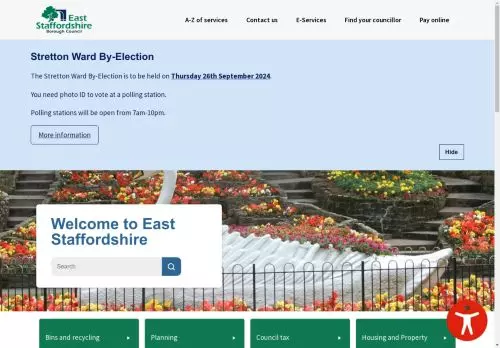 East
Staffordshire
Borough Council
A-Z of services
Contact us
E-Services
Find your councillor
Pay online
Stretton Ward By-Election
The Stretton Ward By-Election is to be held on Thursday 26th September 2024.
You need photo ID to vote at a polling station.
Polling stations will be open from 7am-10pm.
More information
Hide
Welcome to East
Staffordshire
Search
Bins and recycling
Planning
Council tax
Housing and Property